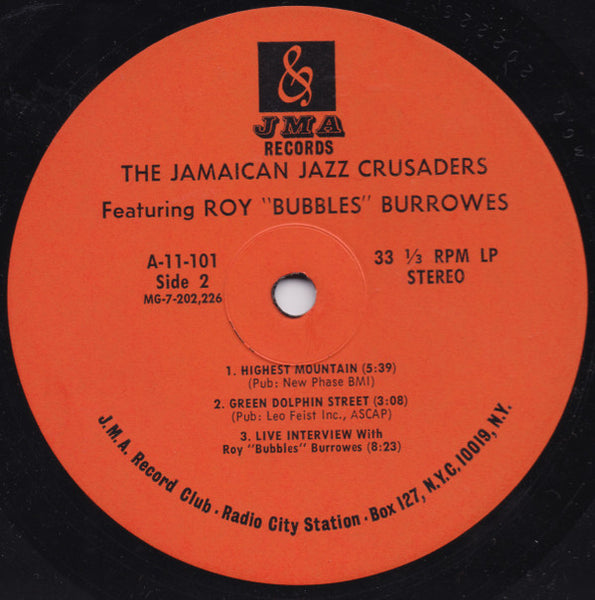 JMA
RECORDS
THE JAMAICAN JAZZ CRUSADERS
Featuring ROY "BUBBLES" BURROWES
A-11-101
Side 2
MG-7-202,226
33 ⅓ RPM LP
STEREO
1. HIGHEST MOUNTAIN (5:39)
(Pub: New Phase BMI)
2. GREEN DOLPHIN STREET (3:08)
(Pub: Leo Feist Inc., ASCAP)
3. LIVE INTERVIEW With
Roy "Bubbles" Burrowes (8:23)
J.M.A. Record Club · Radio City Station · Box 127, N.Y.C. 10019, N.Y.